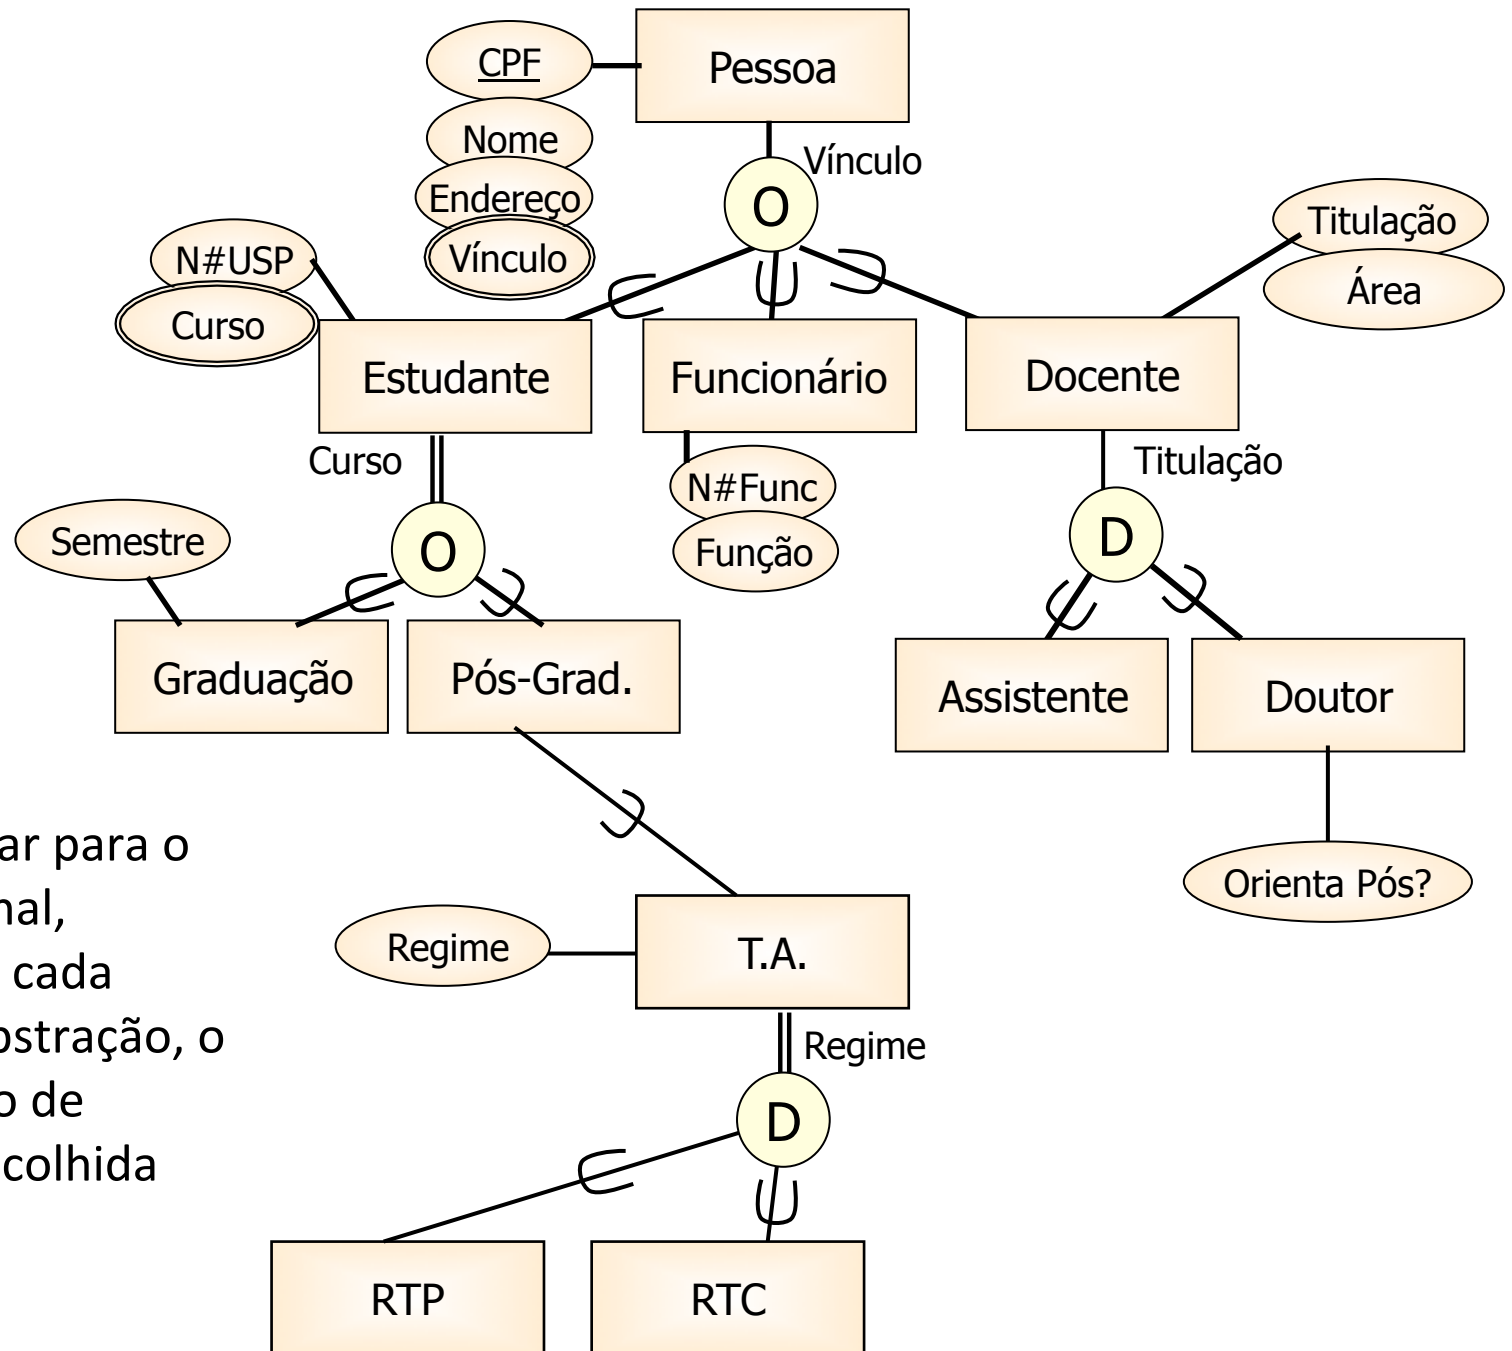 CPF
Pessoa
Nome
Vínculo
Endereço
O
Titulação
N#USP
Vínculo
Área
Curso
Estudante
Funcionário
Docente
Curso
Titulação
N#Func
Semestre
O
Função
D
Graduação
Pós-Grad.
Assistente
Doutor
ar para o
nal,
cada
ostração, o
o de
colhida
Orienta Pós?
Regime
T.A.
Regime
D
RTP
RTC